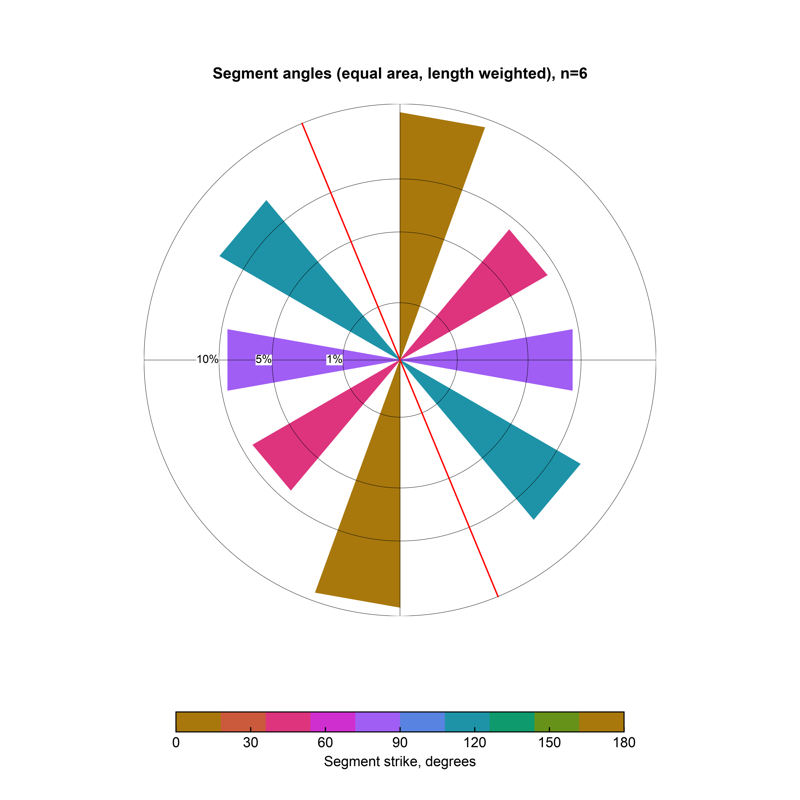 Segment angles (equal area, length weighted), n=6
10% 5% 1%
0 30 60 90 120 150 180
Segment strike, degrees